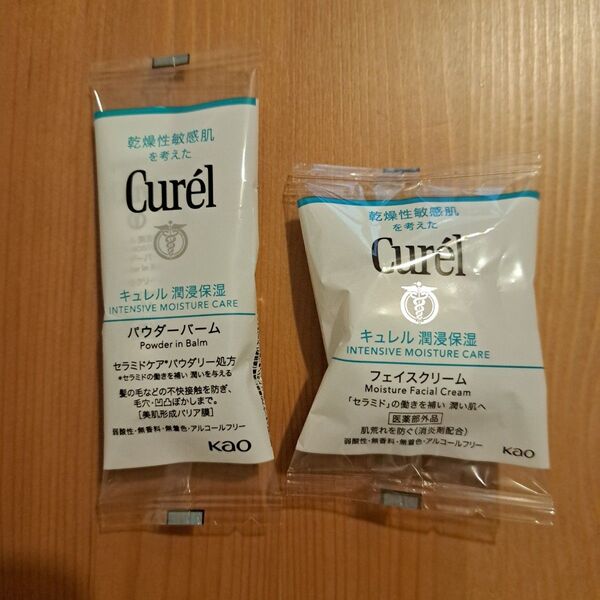 乾燥性敏感肌
を考えた
Curél
キュレル 潤浸保湿
INTENSIVE MOISTURE CARE
パウダーバーム
Powder in Balm
セラミドケア*パウダリー処方
*セラミドの働きを補い 潤いを与える
髪の毛などの不快接触を防ぎ、
毛穴・凹凸ぼかしまで。
［美肌形成バリア膜］
弱酸性・無香料・無着色・アルコールフリー
Kao
乾燥性敏感肌
を考えた
Curél
キュレル 潤浸保湿
INTENSIVE MOISTURE CARE
フェイスクリーム
Moisture Facial Cream
「セラミド」の働きを補い 潤い肌へ
医薬部外品
肌荒れを防ぐ（消炎剤配合）
弱酸性・無香料・無着色・アルコールフリー
Kao